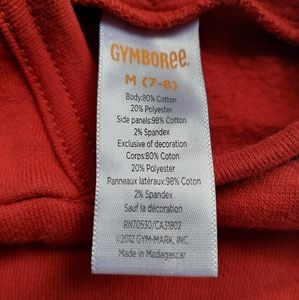 GYMBOREE
M (7-8)
Body:80% Cotton
20% Polyester
Side panels:98% Cotton
2% Spandex
Exclusive of decoration
Corps:80% Cotton
20% Polyester
Panneaux latéraux:98% Coton
2% Spandex
Sauf la décoration
RN70530/CA31802
©2012 GYM-MARK, INC.
Made in Madagascar